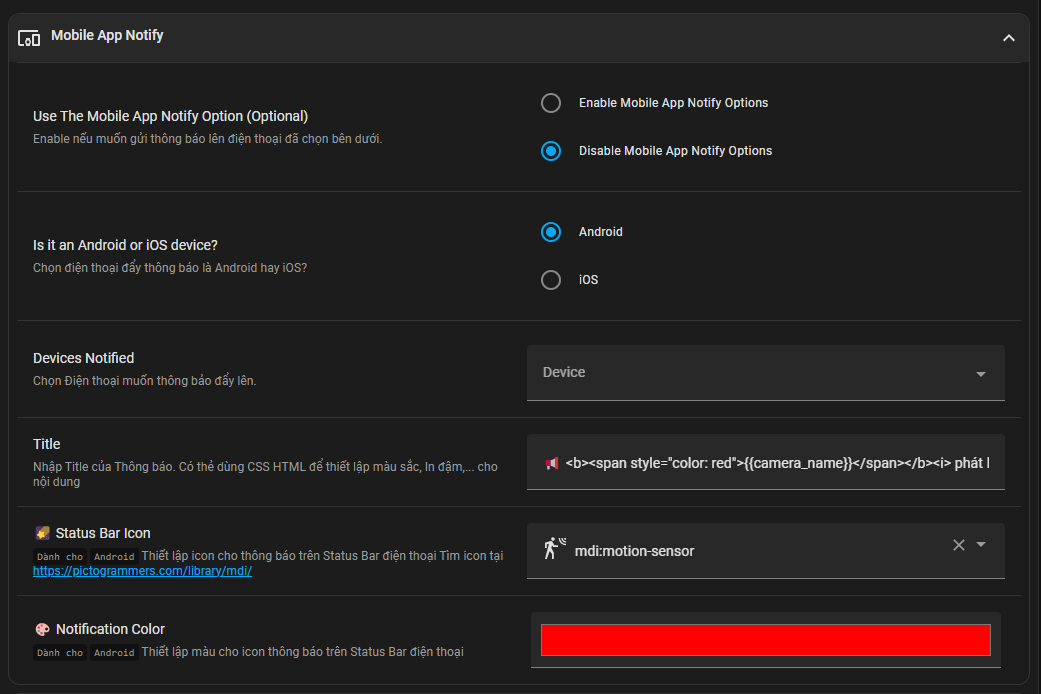 Mobile App Notify
Use The Mobile App Notify Option (Optional)
Enable nếu muốn gửi thông báo lên điện thoại đã chọn bên dưới.
Enable Mobile App Notify Options
Disable Mobile App Notify Options
Is it an Android or iOS device?
Chọn điện thoại đẩy thông báo là Android hay iOS?
Android
iOS
Devices Notified
Chọn Điện thoại muốn thông báo đẩy lên.
Device
Title
Nhập Title của Thông báo. Có thẻ dùng CSS HTML để thiết lập màu sắc, In đậm,... cho
nội dung
📢 <b><span style="color: red">{{camera_name}}</span></b><i> phát
Status Bar Icon
Dành cho Android Thiết lập icon cho thông báo trên Status Bar điện thoại Tìm icon tại
https://pictogrammers.com/library/mdi/
mdi:motion-sensor
🎨 Notification Color
Dành cho Android Thiết lập màu cho icon thông báo trên Status Bar điện thoại